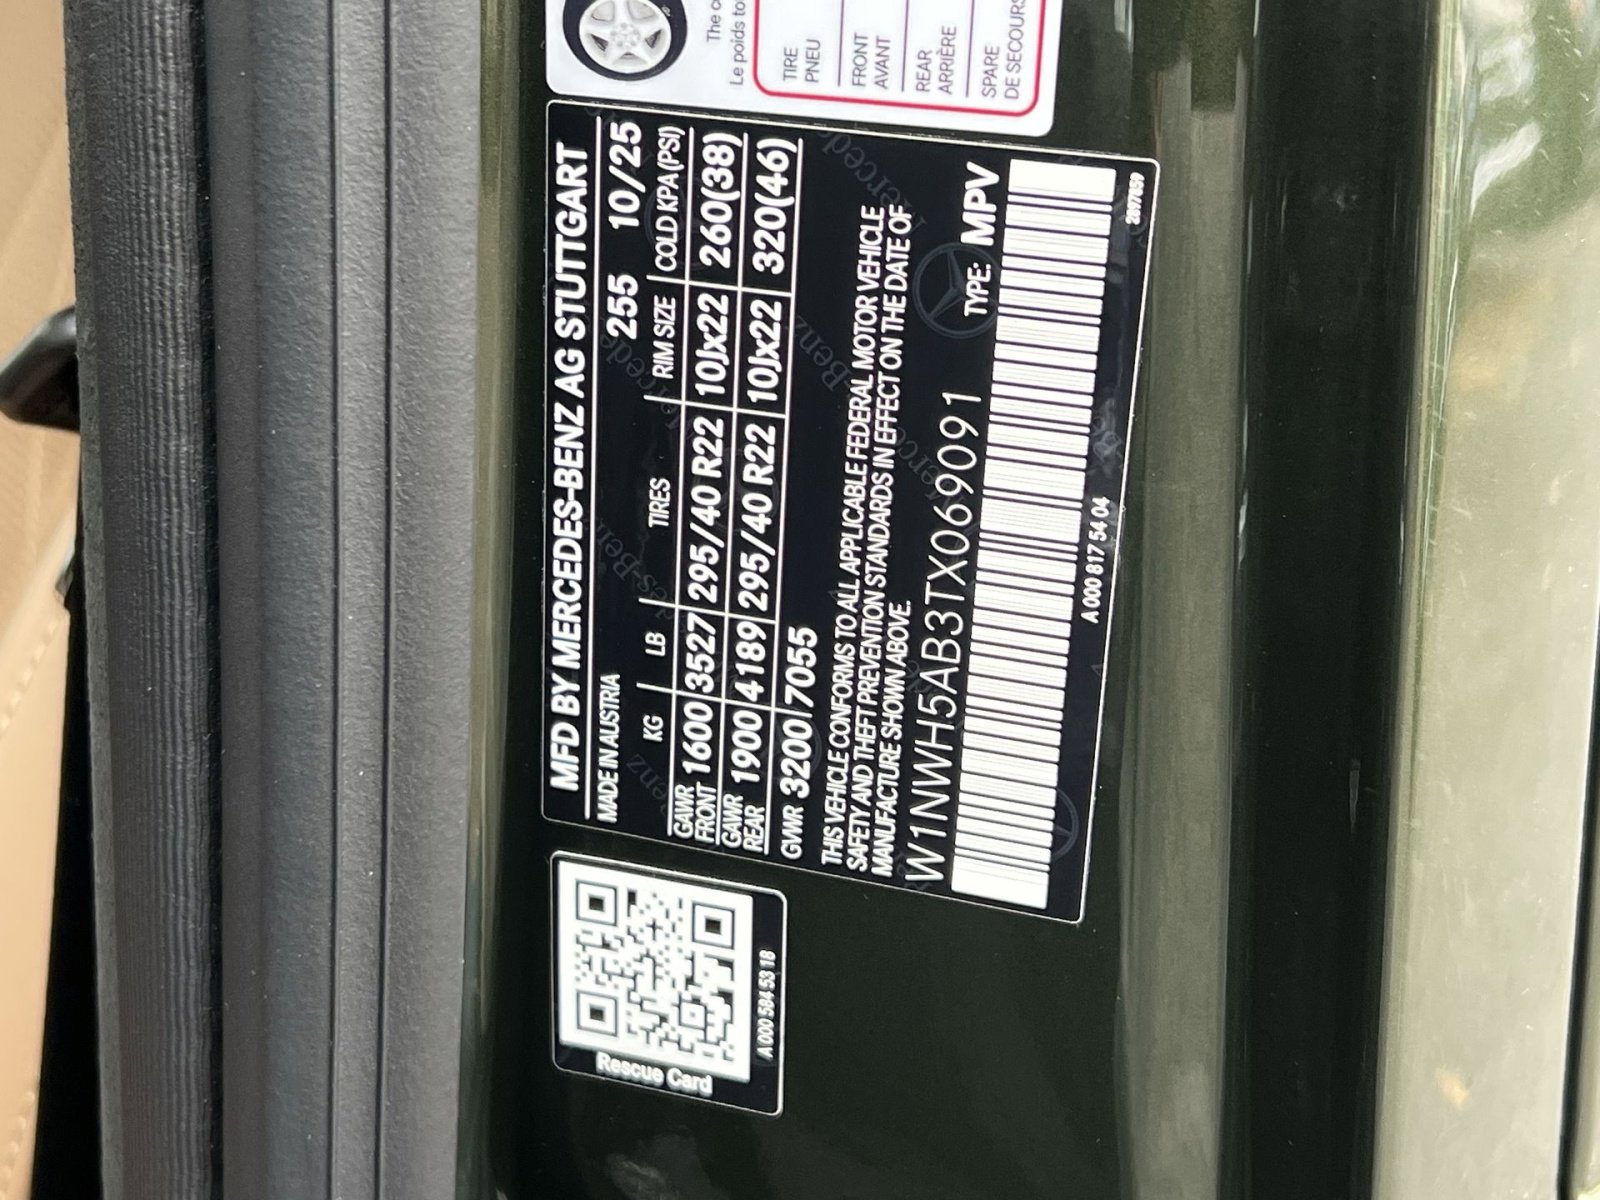 The
Le poids to
TIRE
PNEU
FRONT
AVANT
REAR
ARRIÈRE
SPARE
DE SECOURS
MFD BY MERCEDES-BENZ AG STUTTGART
MADE IN AUSTRIA 255 10/25
KG LB TIRES RIM SIZE COLD KPA(PSI)
GAWR FRONT 1600 3527 295/40 R22 10Jx22 260(38)
GAWR REAR 1900 4189 295/40 R22 10Jx22 320(46)
GVWR 3200 7055
THIS VEHICLE CONFORMS TO ALL APPLICABLE FEDERAL MOTOR VEHICLE
SAFETY AND THEFT PREVENTION STANDARDS IN EFFECT ON THE DATE OF
MANUFACTURE SHOWN ABOVE.
W1NWH5AB3TX069091 TYPE: MPV
A 000 817 54 04
2897859
Rescue Card
A 000 584 53 18